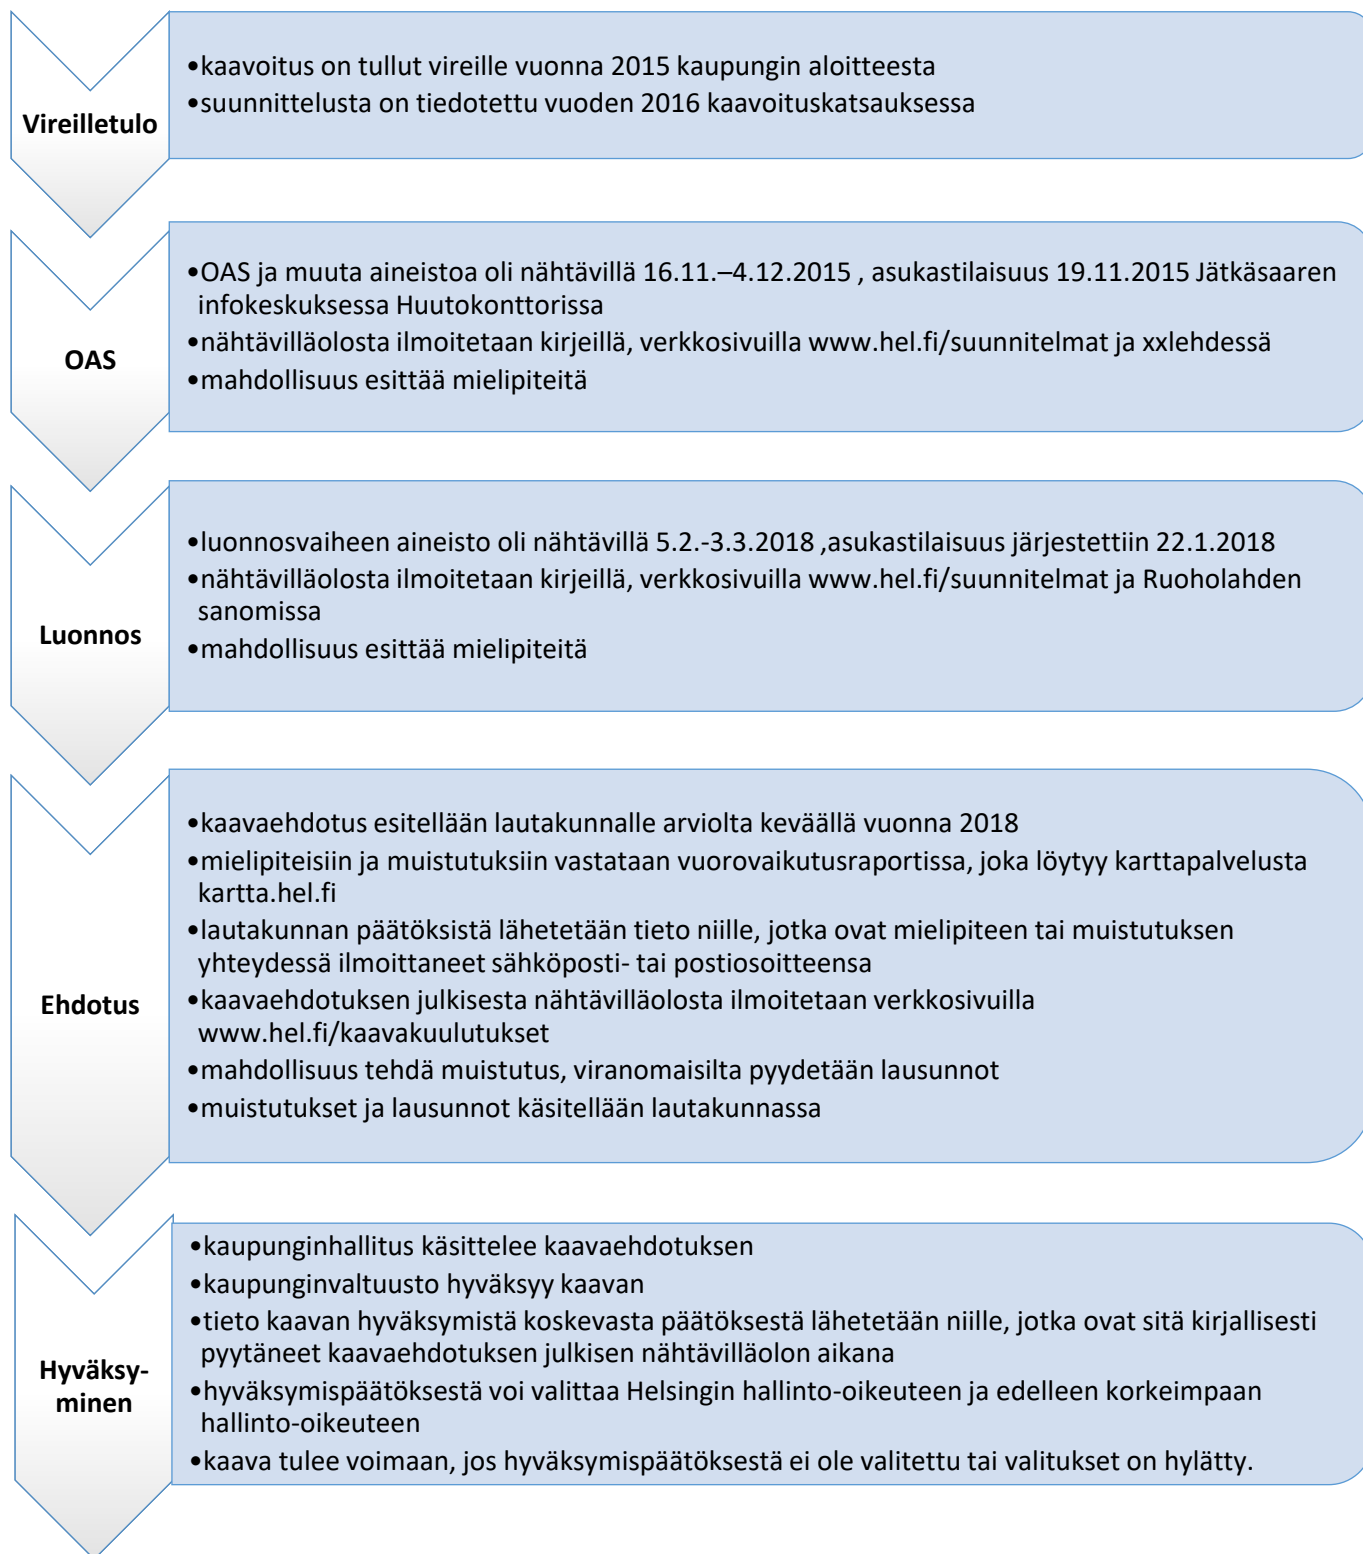 Vireilletulo
•kaavoitus on tullut vireille vuonna 2015 kaupungin aloitteesta
•suunnittelusta on tiedotettu vuoden 2016 kaavoituskatsauksessa
OAS
•OAS ja muuta aineistoa oli nähtävillä 16.11.–4.12.2015 , asukastilaisuus 19.11.2015 Jätkäsaaren
infokeskuksessa Huutokonttorissa
•nähtävilläolosta ilmoitetaan kirjeillä, verkkosivuilla www.hel.fi/suunnitelmat ja xxlehdessä
•mahdollisuus esittää mielipiteitä
Luonnos
•luonnosvaiheen aineisto oli nähtävillä 5.2.-3.3.2018 ,asukastilaisuus järjestettiin 22.1.2018
•nähtävilläolosta ilmoitetaan kirjeillä, verkkosivuilla www.hel.fi/suunnitelmat ja Ruoholahden
sanomissa
•mahdollisuus esittää mielipiteitä
Ehdotus
•kaavaehdotus esitellään lautakunnalle arviolta keväällä vuonna 2018
•mielipiteisiin ja muistutuksiin vastataan vuorovaikutusraportissa, joka löytyy karttapalvelusta
kartta.hel.fi
•lautakunnan päätöksistä lähetetään tieto niille, jotka ovat mielipiteen tai muistutuksen
yhteydessä ilmoittaneet sähköposti- tai postiosoitteensa
•kaavaehdotuksen julkisesta nähtävilläolosta ilmoitetaan verkkosivuilla
www.hel.fi/kaavakuulutukset
•mahdollisuus tehdä muistutus, viranomaisilta pyydetään lausunnot
•muistutukset ja lausunnot käsitellään lautakunnassa
Hyväksy-
minen
•kaupunginhallitus käsittelee kaavaehdotuksen
•kaupunginvaltuusto hyväksyy kaavan
•tieto kaavan hyväksymistä koskevasta päätöksestä lähetetään niille, jotka ovat sitä kirjallisesti
pyytäneet kaavaehdotuksen julkisen nähtävilläolon aikana
•hyväksymispäätöksestä voi valittaa Helsingin hallinto-oikeuteen ja edelleen korkeimpaan
hallinto-oikeuteen
•kaava tulee voimaan, jos hyväksymispäätöksestä ei ole valitettu tai valitukset on hylätty.